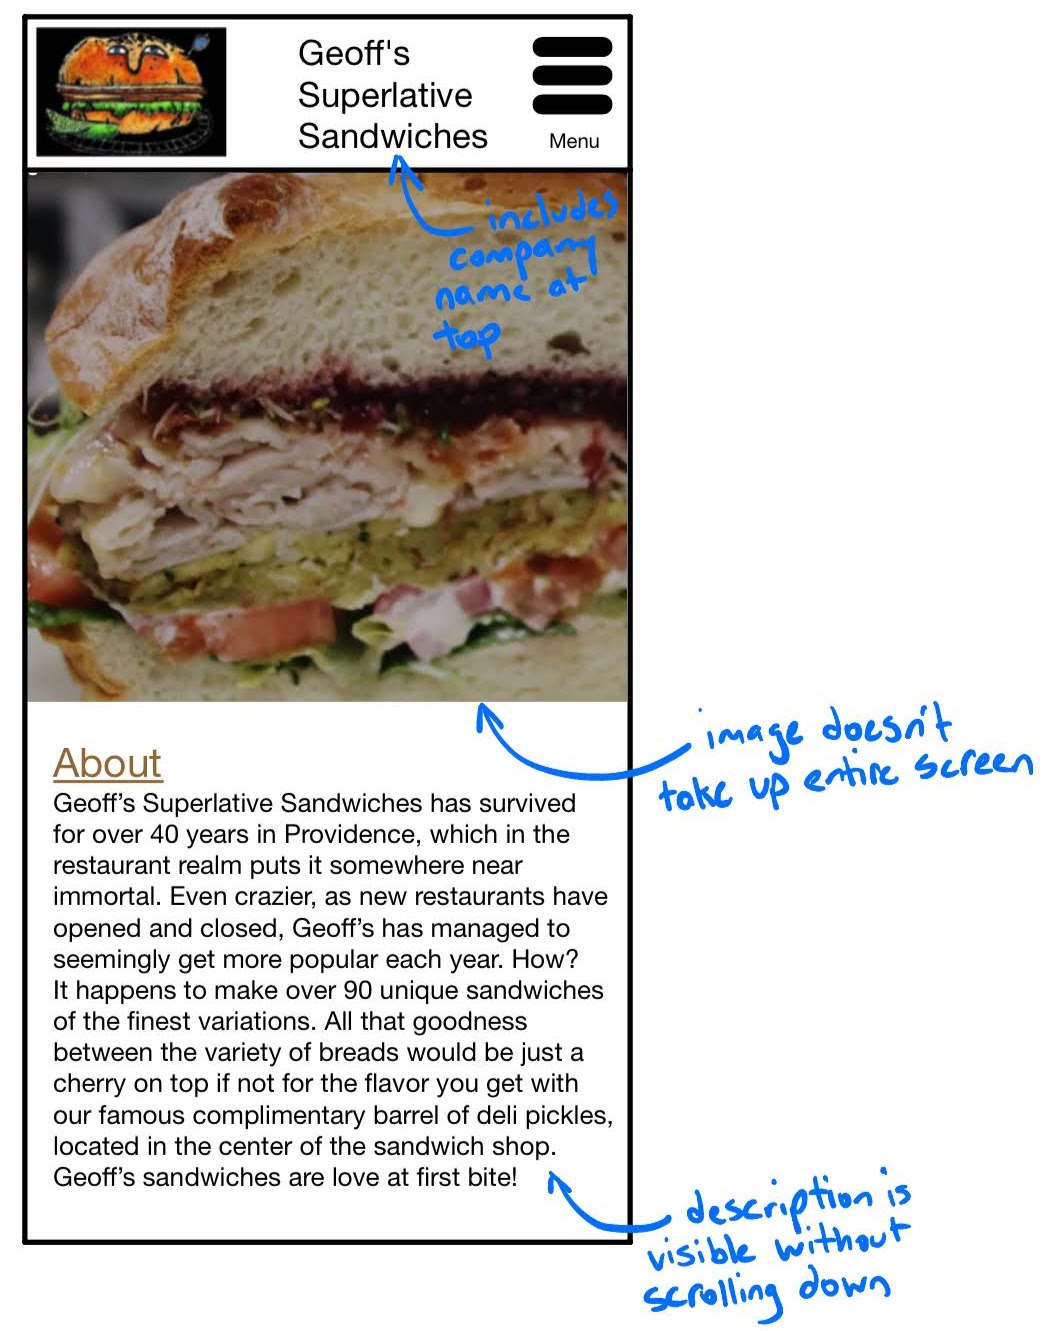 Geoff's
Superlative
Sandwiches
Menu
includes
company
name at
top
image doesn't
take up entire screen
About
Geoff’s Superlative Sandwiches has survived
for over 40 years in Providence, which in the
restaurant realm puts it somewhere near
immortal. Even crazier, as new restaurants have
opened and closed, Geoff’s has managed to
seemingly get more popular each year. How?
It happens to make over 90 unique sandwiches
of the finest variations. All that goodness
between the variety of breads would be just a
cherry on top if not for the flavor you get with
our famous complimentary barrel of deli pickles,
located in the center of the sandwich shop.
Geoff’s sandwiches are love at first bite!
description is
visible without
scrolling down